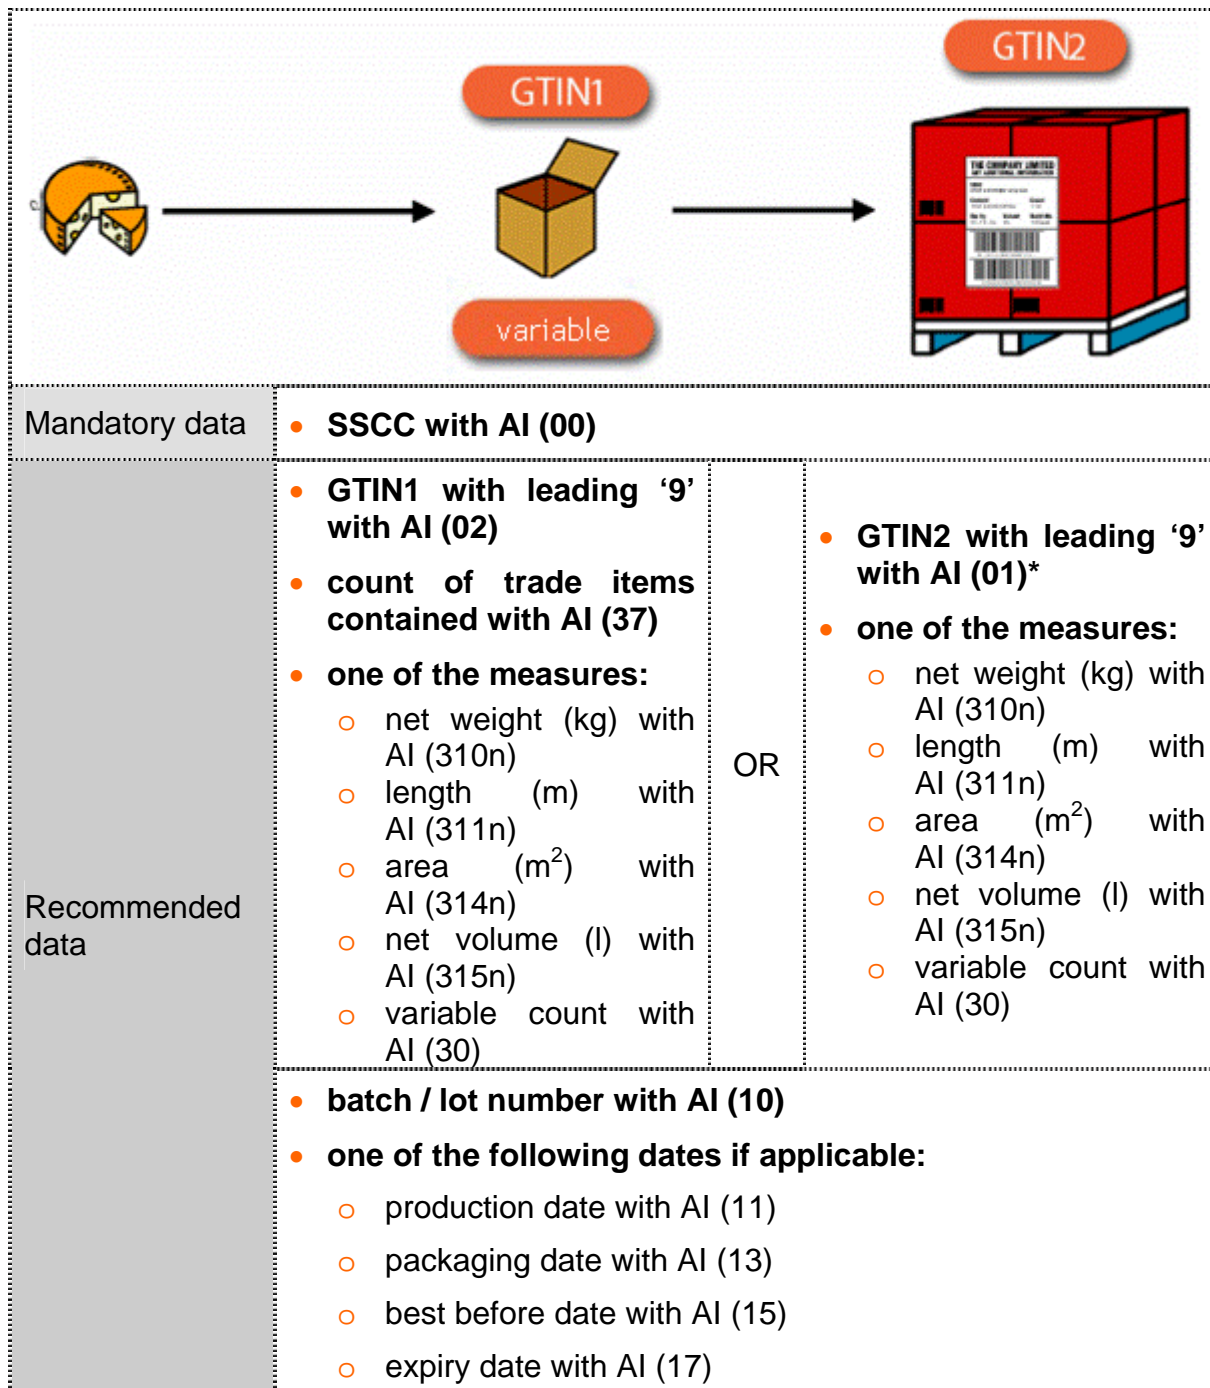 GTIN1
GTIN2
variable
THE COMPANY LIMITED
Mandatory data
• SSCC with AI (00)
Recommended
data
• GTIN1 with leading ‘9’
with AI (02)
• count of trade items
contained with AI (37)
• one of the measures:
o net weight (kg) with
AI (310n)
o length (m) with
AI (311n)
o area (m²) with
AI (314n)
o net volume (l) with
AI (315n)
o variable count with
AI (30)
OR
• GTIN2 with leading ‘9’
with AI (01)*
• one of the measures:
o net weight (kg) with
AI (310n)
o length (m) with
AI (311n)
o area (m²) with
AI (314n)
o net volume (l) with
AI (315n)
o variable count with
AI (30)
• batch / lot number with AI (10)
• one of the following dates if applicable:
o production date with AI (11)
o packaging date with AI (13)
o best before date with AI (15)
o expiry date with AI (17)